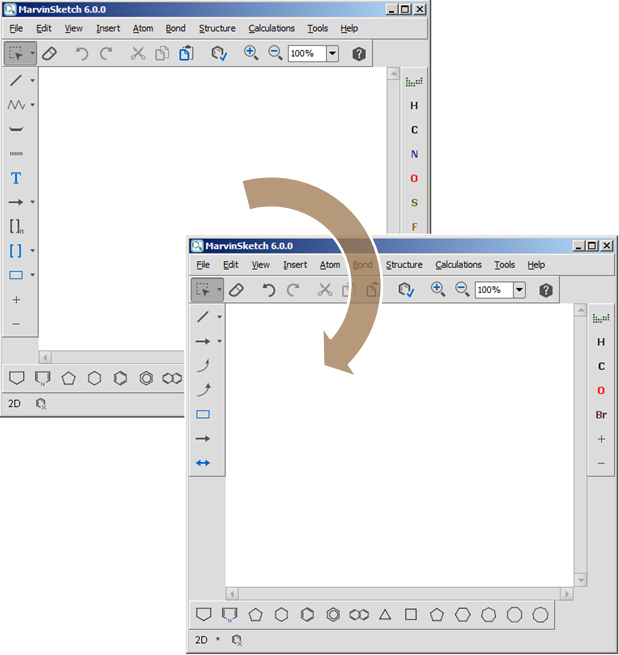 MarvinSketch 6.0.0
File Edit View Insert Atom Bond Structure Calculations Tools Help
100% ?
H
C
N
O
S
F
T
[ ]n
[ ]
+
−
N
2D
MarvinSketch 6.0.0
File Edit View Insert Atom Bond Structure Calculations Tools Help
100% ?
H
C
O
Br
+
−
N
2D *